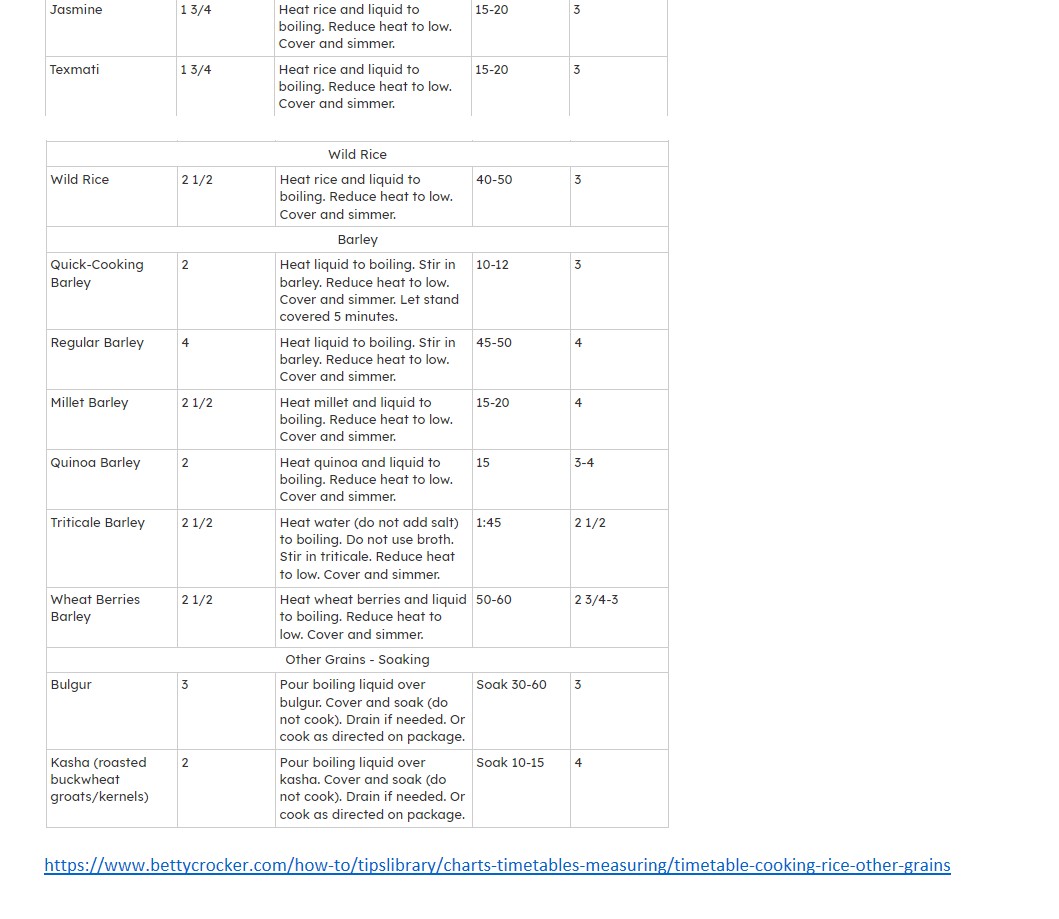 Jasmine 1 3/4 Heat rice and liquid to 15-20 3
boiling. Reduce heat to low.
Cover and simmer.
Texmati 1 3/4 Heat rice and liquid to 15-20 3
boiling. Reduce heat to low.
Cover and simmer.
Wild Rice
Wild Rice 2 1/2 Heat rice and liquid to 40-50 3
boiling. Reduce heat to low.
Cover and simmer.
Barley
Quick-Cooking 2 Heat liquid to boiling. Stir in 10-12 3
Barley barley. Reduce heat to low.
Cover and simmer. Let stand
covered 5 minutes.
Regular Barley 4 Heat liquid to boiling. Stir in 45-50 4
barley. Reduce heat to low.
Cover and simmer.
Millet Barley 2 1/2 Heat millet and liquid to 15-20 4
boiling. Reduce heat to low.
Cover and simmer.
Quinoa Barley 2 Heat quinoa and liquid to 15 3-4
boiling. Reduce heat to low.
Cover and simmer.
Triticale Barley 2 1/2 Heat water (do not add salt) 1:45 2 1/2
to boiling. Do not use broth.
Stir in triticale. Reduce heat
to low. Cover and simmer.
Wheat Berries 2 1/2 Heat wheat berries and liquid 50-60 2 3/4-3
Barley to boiling. Reduce heat to
low. Cover and simmer.
Other Grains - Soaking
Bulgur 3 Pour boiling liquid over Soak 30-60 3
bulgur. Cover and soak (do
not cook). Drain if needed. Or
cook as directed on package.
Kasha (roasted 2 Pour boiling liquid over Soak 10-15 4
buckwheat kasha. Cover and soak (do
groats/kernels) not cook). Drain if needed. Or
cook as directed on package.
https://www.bettycrocker.com/how-to/tipslibrary/charts-timetables-measuring/timetable-cooking-rice-other-grains